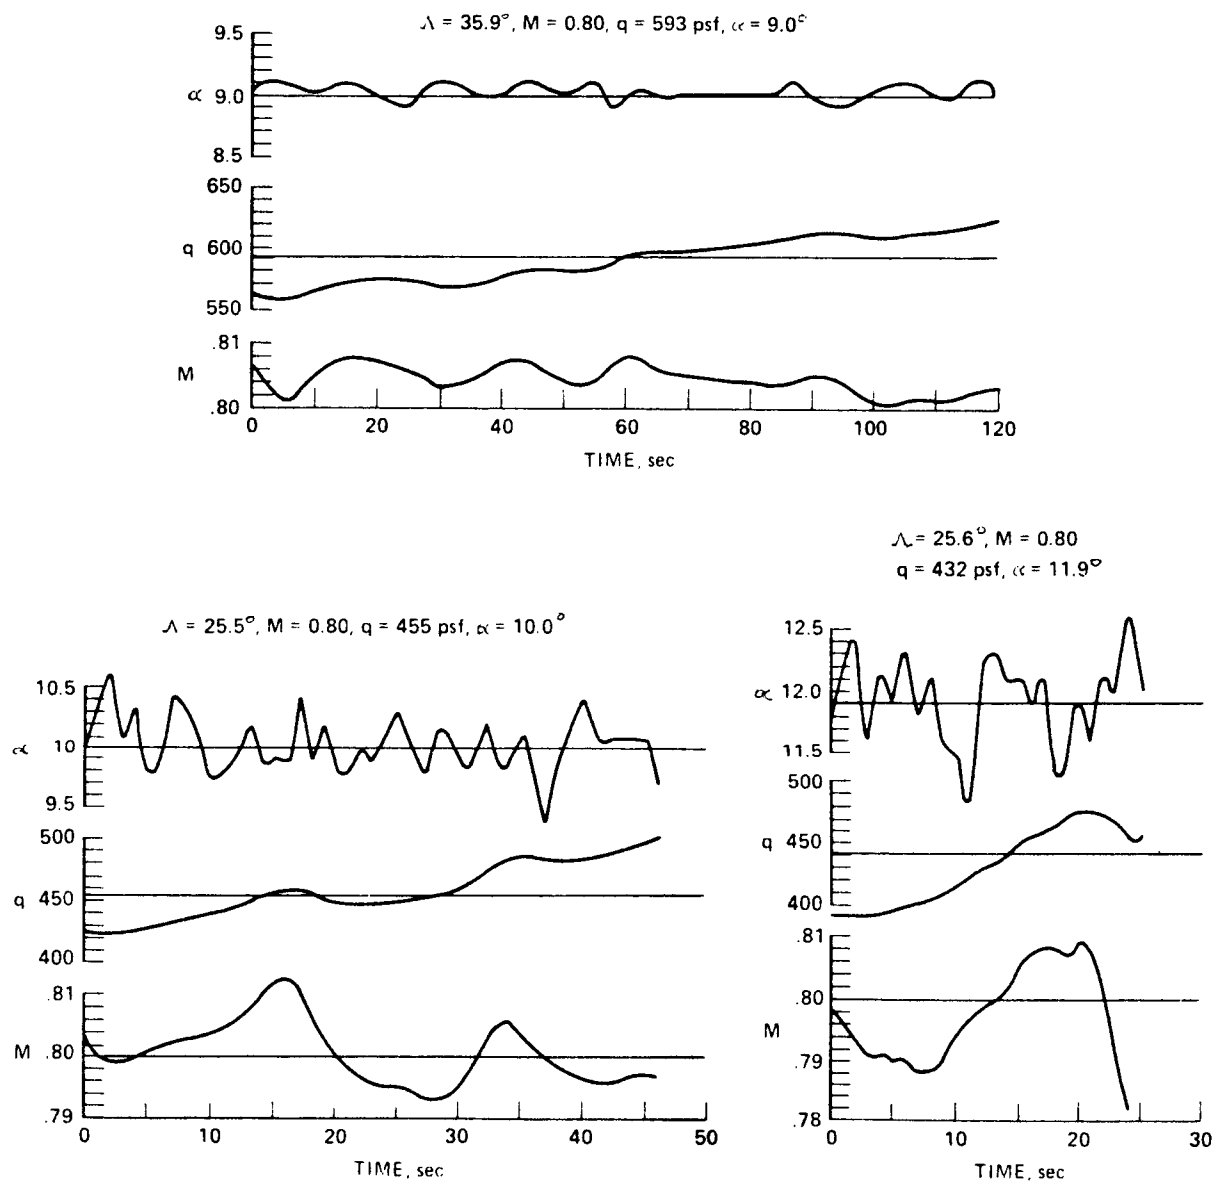 Λ = 35.9°, M = 0.80, q = 593 psf, α = 9.0°
9.5
α 9.0
8.5
650
q 600
550
.81
M
.80
0 20 40 60 80 100 120
TIME, sec
Λ = 25.5°, M = 0.80, q = 455 psf, α = 10.0°
10.5
α 10
9.5
500
q 450
400
.81
M .80
.79
0 10 20 30 40 50
TIME, sec
Λ = 25.6°, M = 0.80
q = 432 psf, α = 11.9°
12.5
α 12.0
11.5
500
q 450
400
.81
.80
M
.79
.78
0 10 20 30
TIME, sec